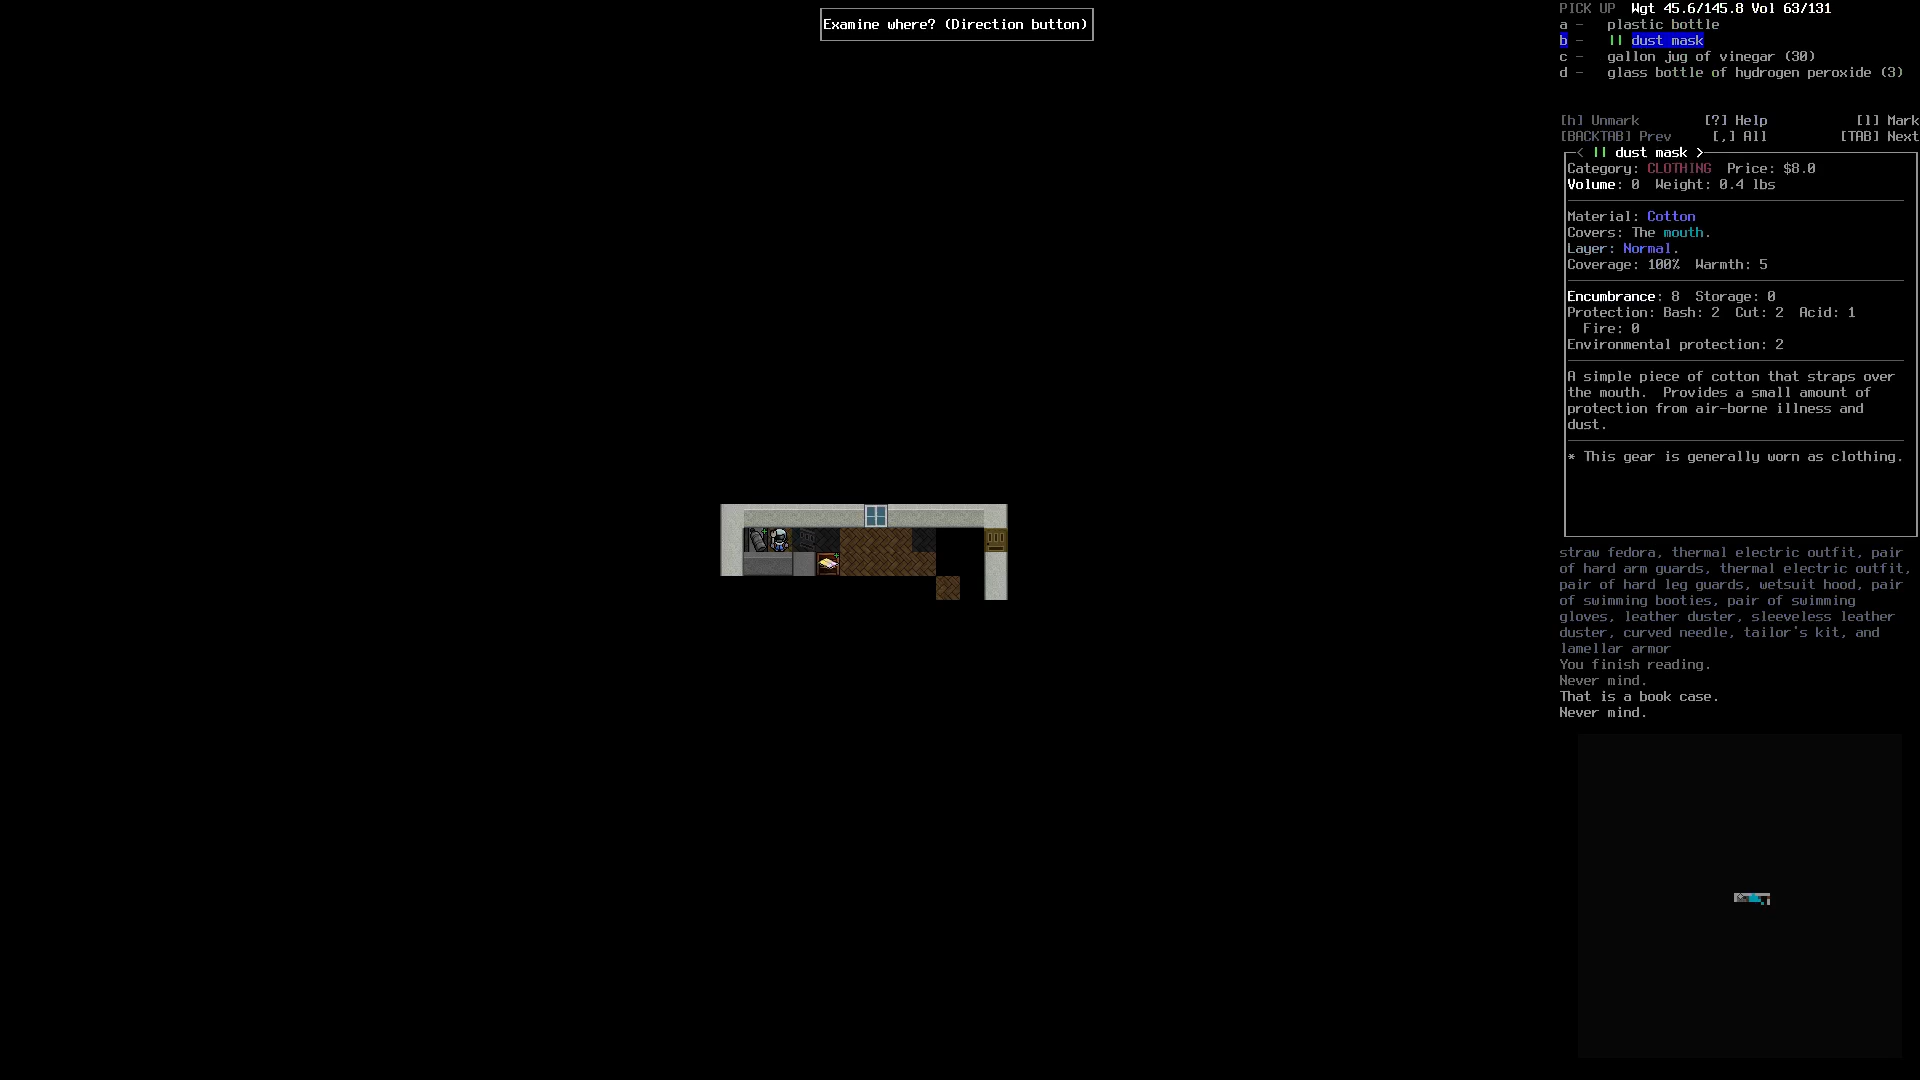 Examine where? (Direction button)
PICK UP  Wgt 45.6/145.8 Vol 63/131
a -   plastic bottle
b -   || dust mask
c -   gallon jug of vinegar (30)
d -   glass bottle of hydrogen peroxide (3)
[h] Unmark        [?] Help           [l] Mark
[BACKTAB] Prev     [,] All         [TAB] Next
< || dust mask >
Category: CLOTHING  Price: $8.0
Volume: 0  Weight: 0.4 lbs
Material: Cotton
Covers: The mouth.
Layer: Normal.
Coverage: 100%  Warmth: 5
Encumbrance: 8  Storage: 0
Protection: Bash: 2  Cut: 2  Acid: 1
Fire: 0
Environmental protection: 2
A simple piece of cotton that straps over
the mouth.  Provides a small amount of
protection from air-borne illness and
dust.
* This gear is generally worn as clothing.
straw fedora, thermal electric outfit, pair
of hard arm guards, thermal electric outfit,
pair of hard leg guards, wetsuit hood, pair
of swimming booties, pair of swimming
gloves, leather duster, sleeveless leather
duster, curved needle, tailor's kit, and
lamellar armor
You finish reading.
Never mind.
That is a book case.
Never mind.